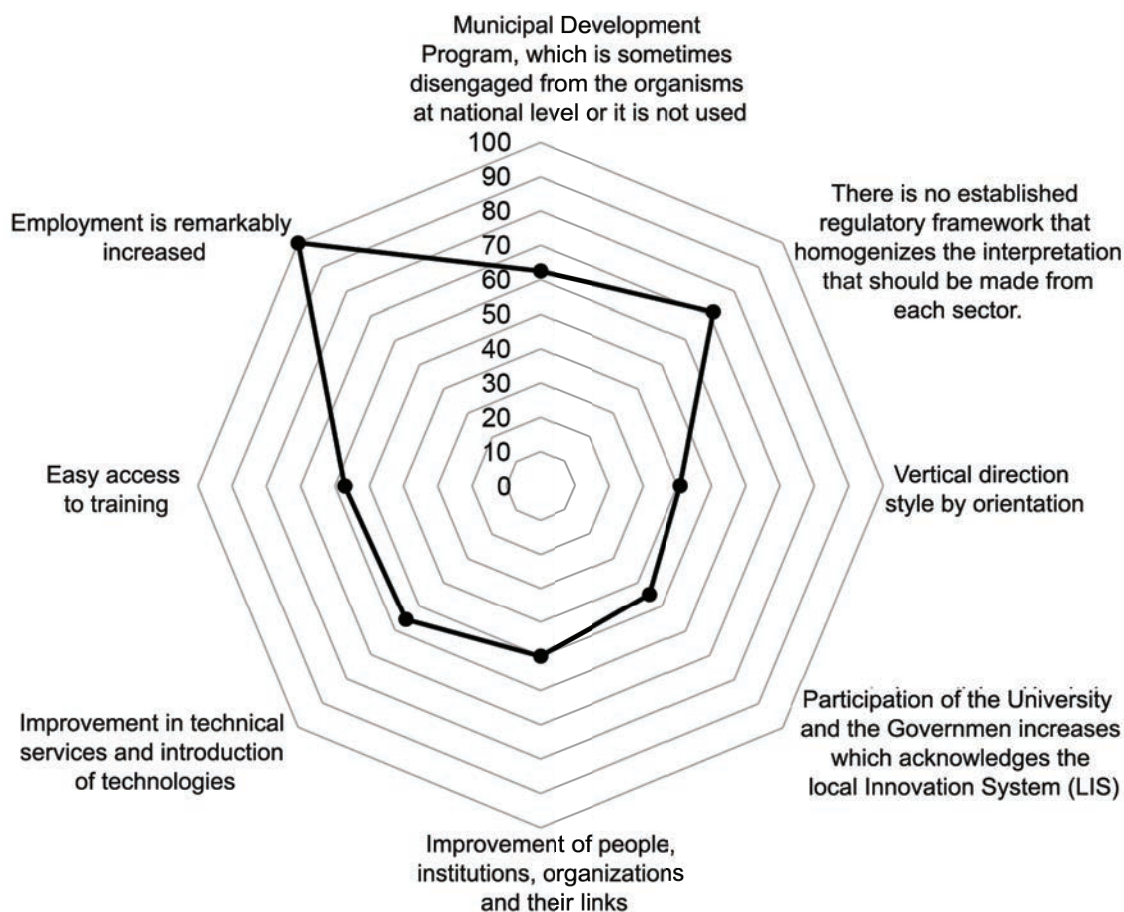 Municipal Development
Program, which is sometimes
disengaged from the organisms
at national level or it is not used
100
90
80
70
60
50
40
30
20
10
0
There is no established
regulatory framework that
homogenizes the interpretation
that should be made from
each sector.
Vertical direction
style by orientation
Participation of the University
and the Governmen increases
which acknowledges the
local Innovation System (LIS)
Improvement of people,
institutions, organizations
and their links
Improvement in technical
services and introduction
of technologies
Easy access
to training
Employment is remarkably
increased